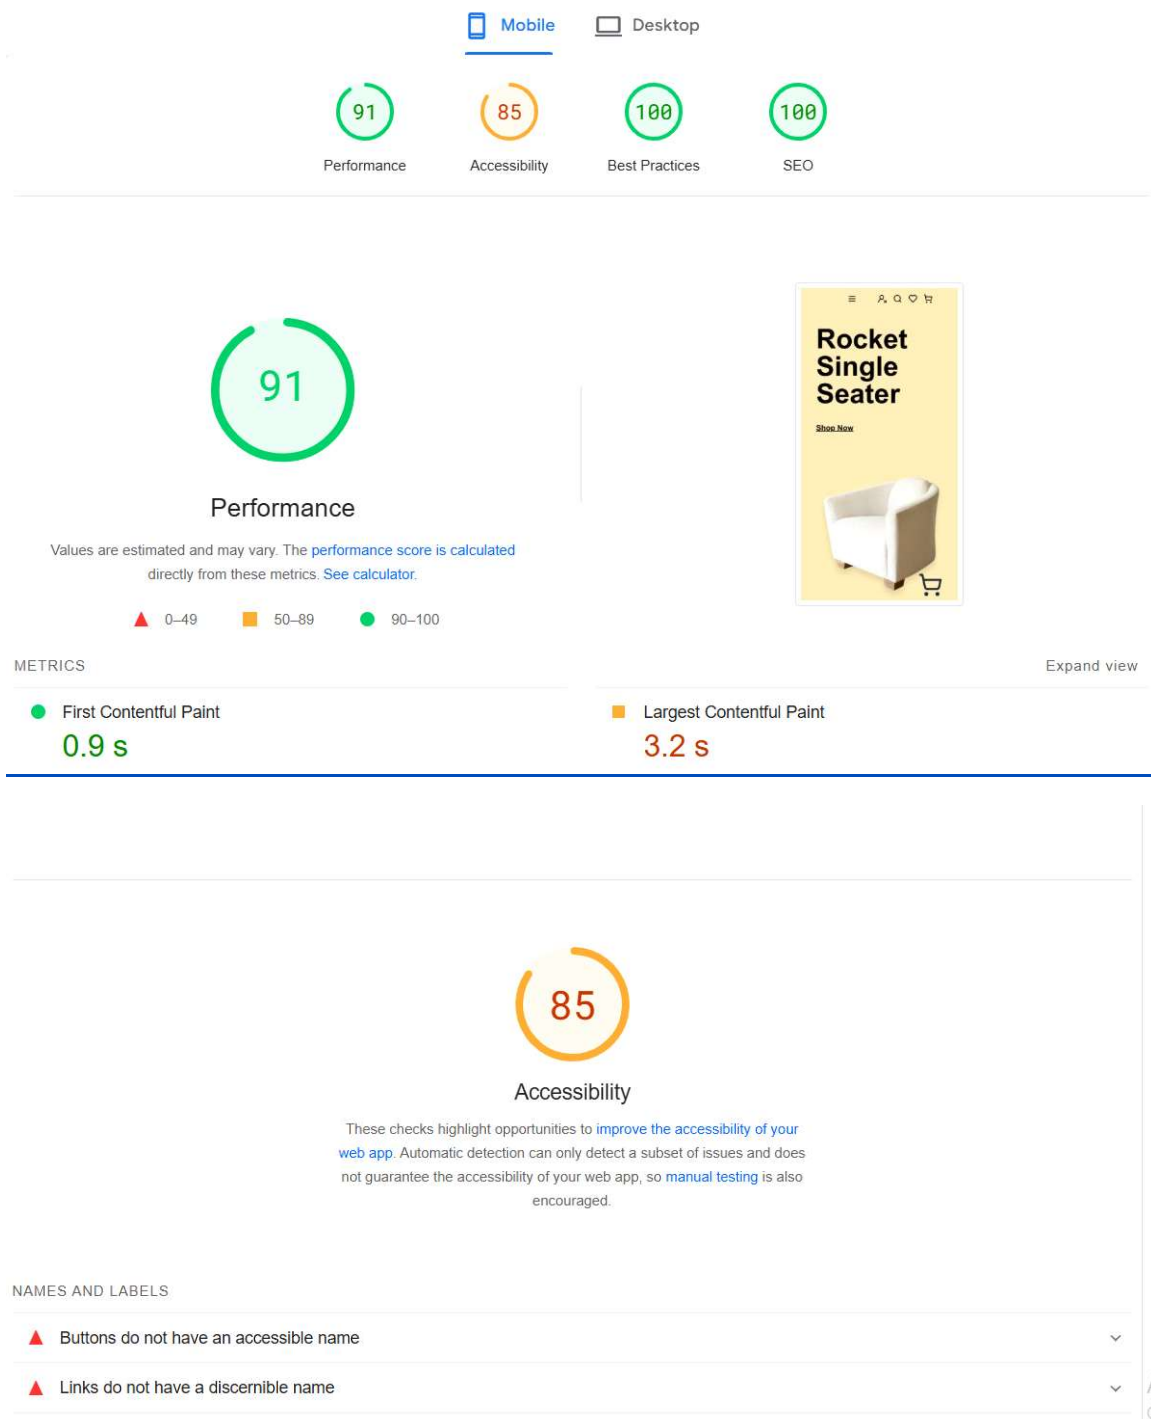 Mobile
Desktop
91
85
100
100
Performance
Accessibility
Best Practices
SEO
91
Performance
Values are estimated and may vary. The performance score is calculated
directly from these metrics. See calculator.
0–49
50–89
90–100
Rocket
Single
Seater
Shop Now
METRICS
Expand view
First Contentful Paint
0.9 s
Largest Contentful Paint
3.2 s
85
Accessibility
These checks highlight opportunities to improve the accessibility of your
web app. Automatic detection can only detect a subset of issues and does
not guarantee the accessibility of your web app, so manual testing is also
encouraged.
NAMES AND LABELS
Buttons do not have an accessible name
Links do not have a discernible name